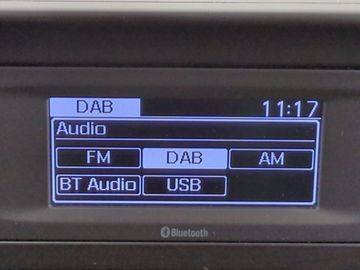 DAB 11:17
Audio
FM DAB AM
BT Audio USB
Bluetooth